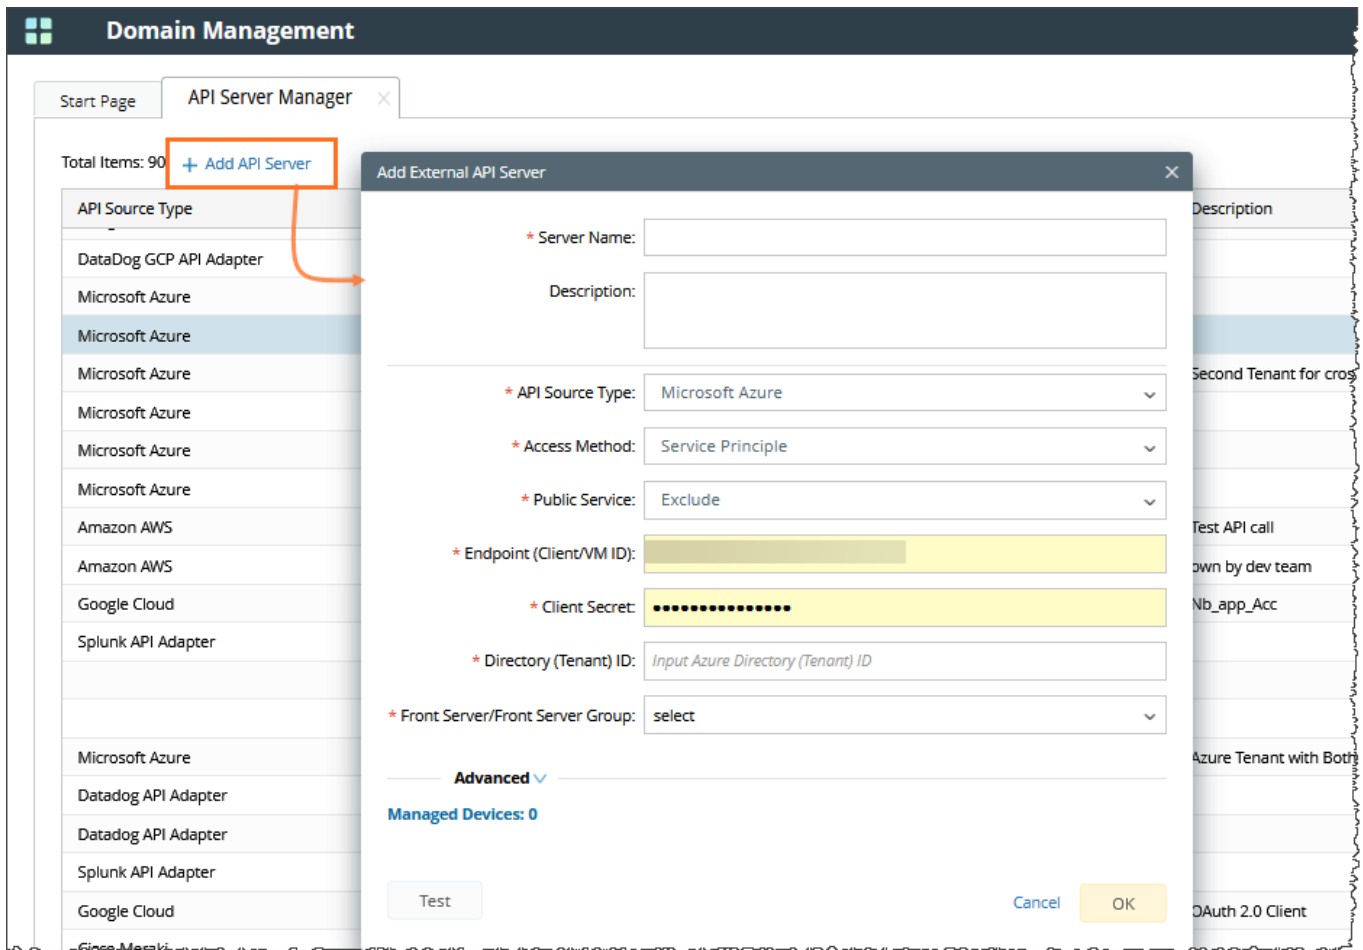 Domain Management
Start Page
API Server Manager
Total Items: 90
+ Add API Server
Add External API Server
API Source Type
Description
* Server Name:
DataDog GCP API Adapter
Microsoft Azure
Description:
Microsoft Azure
Microsoft Azure
Second Tenant for cros
* API Source Type: Microsoft Azure
Microsoft Azure
* Access Method: Service Principle
Microsoft Azure
Microsoft Azure
* Public Service: Exclude
Amazon AWS
Test API call
* Endpoint (Client/VM ID):
Amazon AWS
own by dev team
Google Cloud
Nb_app_Acc
* Client Secret: •••••••••••••••
Splunk API Adapter
* Directory (Tenant) ID: Input Azure Directory (Tenant) ID
* Front Server/Front Server Group: select
Microsoft Azure
Azure Tenant with Both
Advanced
Datadog API Adapter
Managed Devices: 0
Datadog API Adapter
Splunk API Adapter
Test
Cancel
OK
Google Cloud
OAuth 2.0 Client